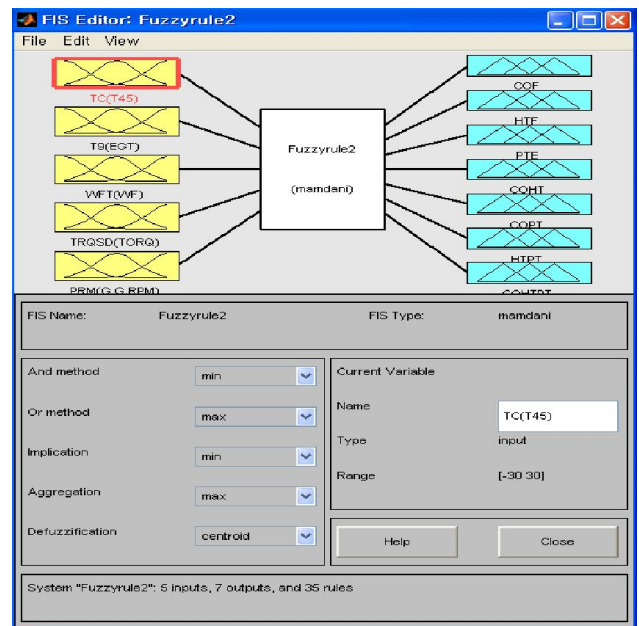 FIS Editor: Fuzzyrule2
File Edit View
TC(T45)
T9(EGT)
WFT(WF)
TRQSD(TORQ)
PRM(G.G.RPM)
Fuzzyrule2
(mamdani)
COF
HTF
PTE
COHT
COPT
HTPT
COHTPT
FIS Name: Fuzzyrule2 FIS Type: mamdani
And method min
Or method max
Implication min
Aggregation max
Defuzzification centroid
Current Variable
Name TC(T45)
Type input
Range [-30 30]
Help Close
System "Fuzzyrule2": 5 inputs, 7 outputs, and 35 rules